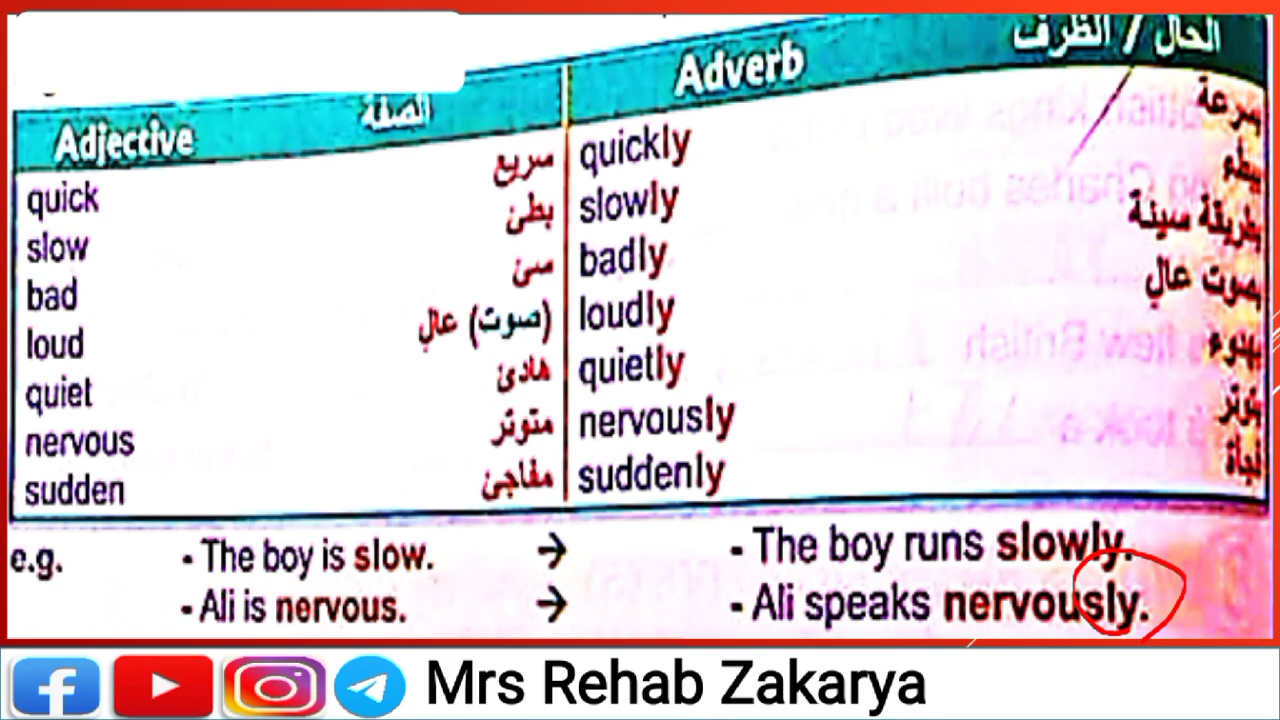 Adjective الصفة Adverb الحال / الظرف
quick سريع quickly بسرعة
slow بطئ slowly ببطء
bad سئ badly بطريقة سيئة
loud (صوت) عالٍ loudly بصوت عالٍ
quiet هادئ quietly بهدوء
nervous متوتر nervously بتوتر
sudden مفاجئ suddenly فجأة
e.g. - The boy is slow. → - The boy runs slowly.
- Ali is nervous. → - Ali speaks nervously.
Mrs Rehab Zakarya